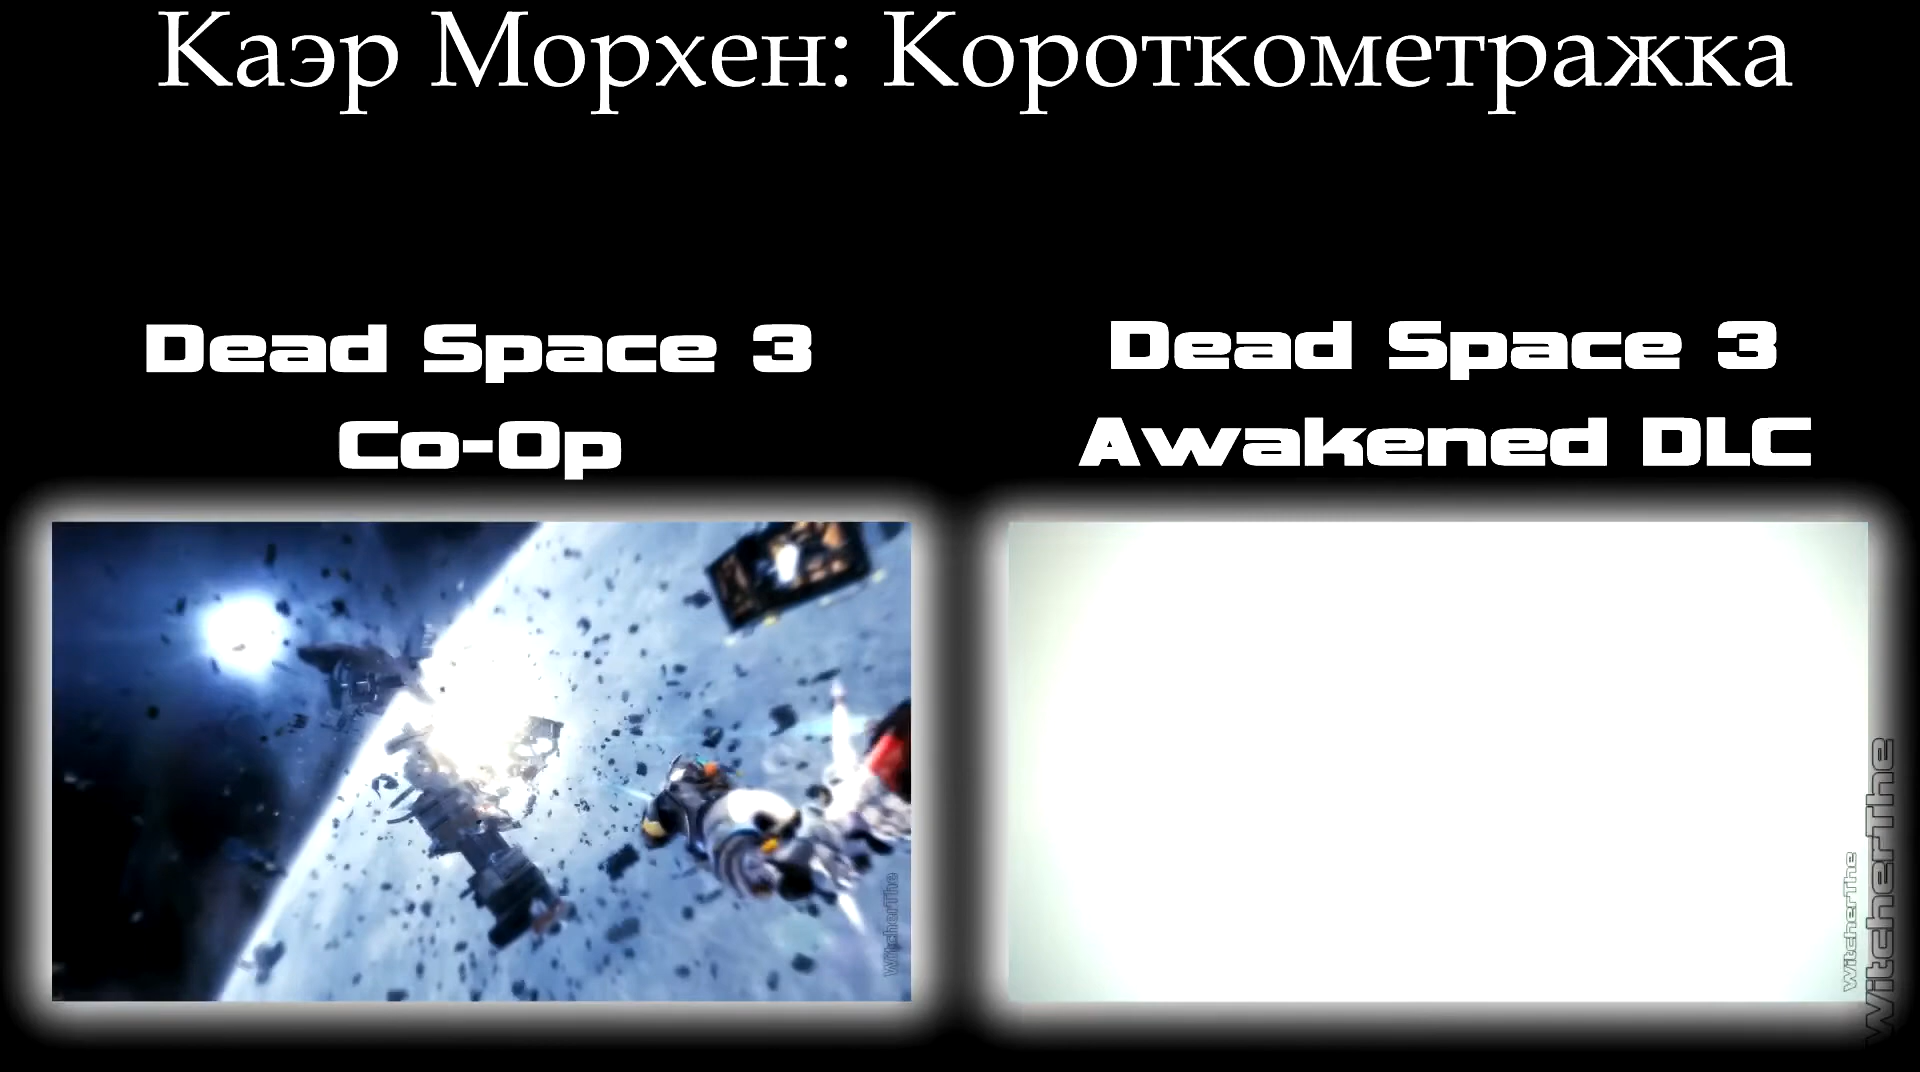 Каэр Морхен: Короткометражка
Dead Space 3
Co-Op
Dead Space 3
Awakened DLC
WitcherThe
WitcherThe
WitcherThe